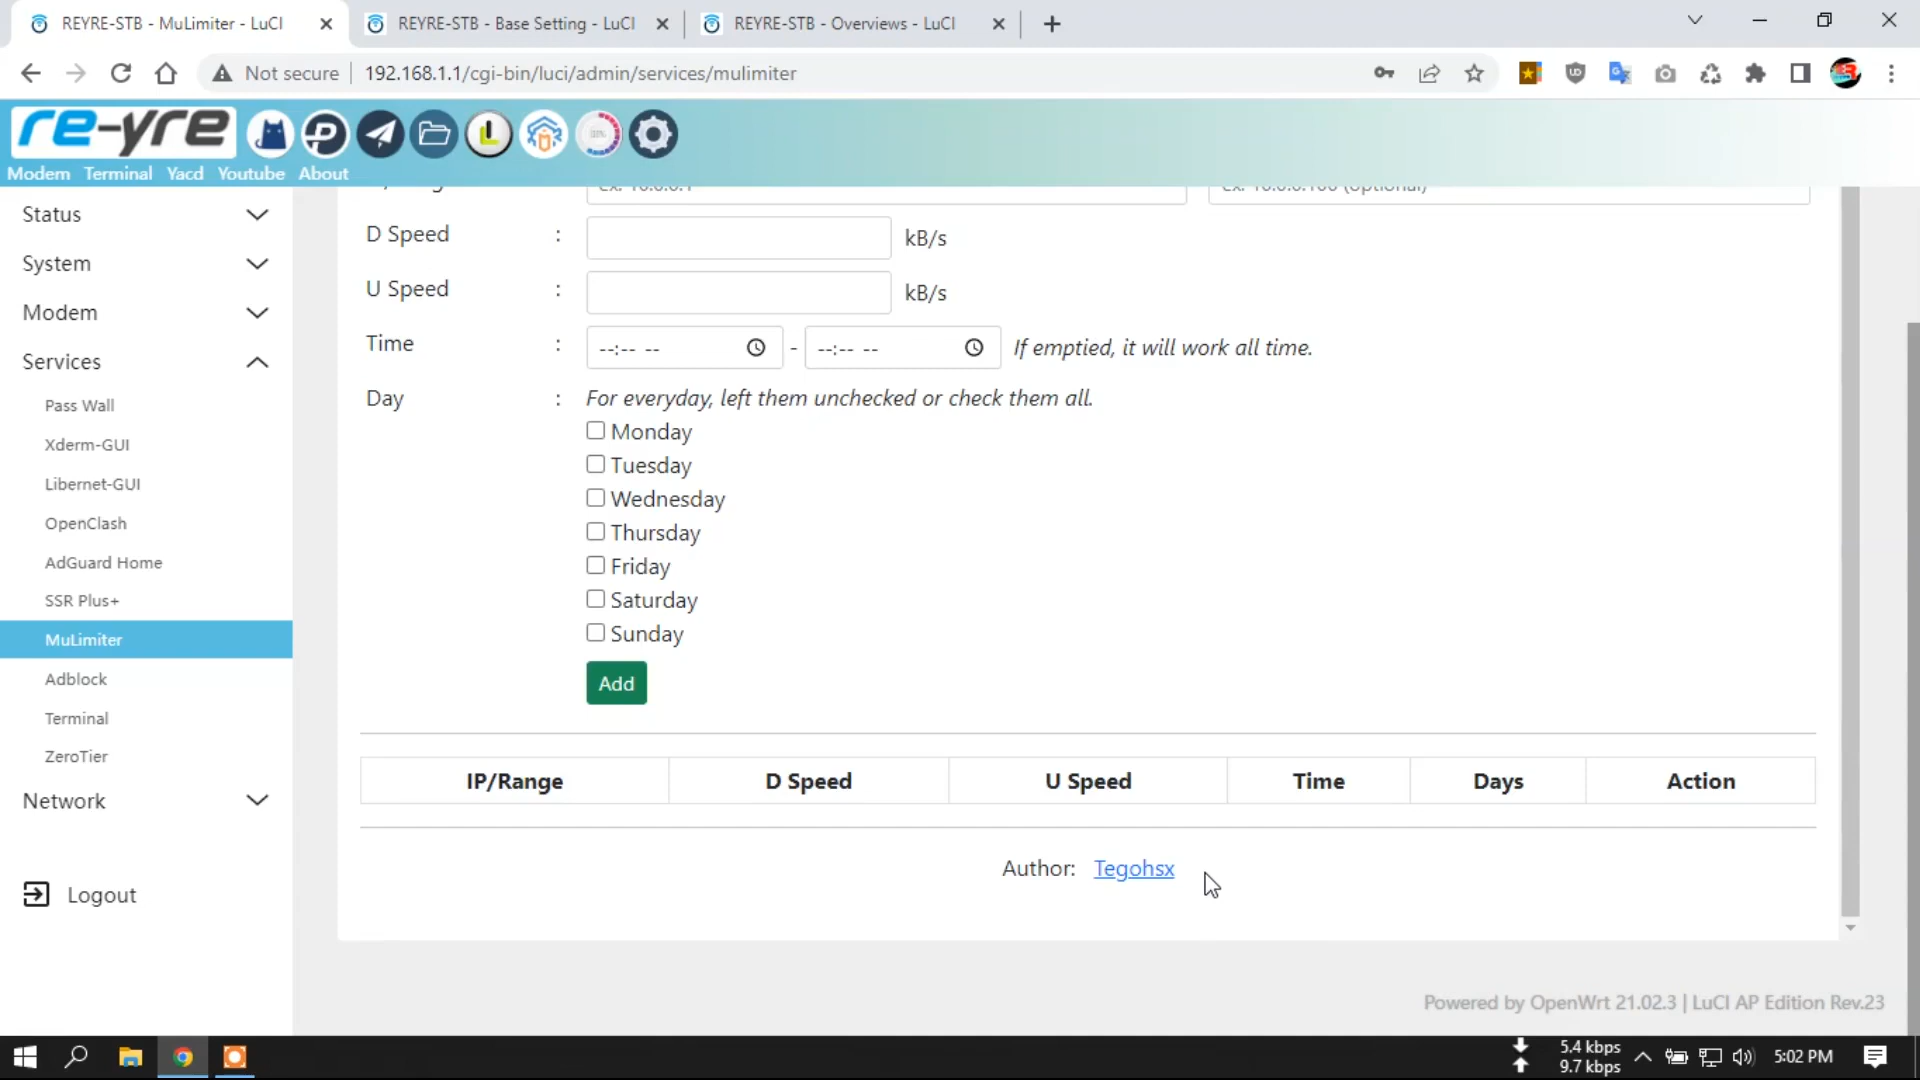 REYRE-STB - MuLimiter - LuCI
REYRE-STB - Base Setting - LuCI
REYRE-STB - Overviews - LuCI
Not secure
192.168.1.1/cgi-bin/luci/admin/services/mulimiter
re-yre
Modem Terminal Yacd Youtube About
Status
System
Modem
Services
Pass Wall
Xderm-GUI
Libernet-GUI
OpenClash
AdGuard Home
SSR Plus+
MuLimiter
Adblock
Terminal
ZeroTier
Network
Logout
D Speed : kB/s
U Speed : kB/s
Time : --:-- -- - --:-- -- If emptied, it will work all time.
Day : For everyday, left them unchecked or check them all.
Monday
Tuesday
Wednesday
Thursday
Friday
Saturday
Sunday
Add
IP/Range D Speed U Speed Time Days Action
Author: Tegohsx
Powered by OpenWrt 21.02.3 | LuCI AP Edition Rev.23
5.4 kbps
9.7 kbps
5:02 PM